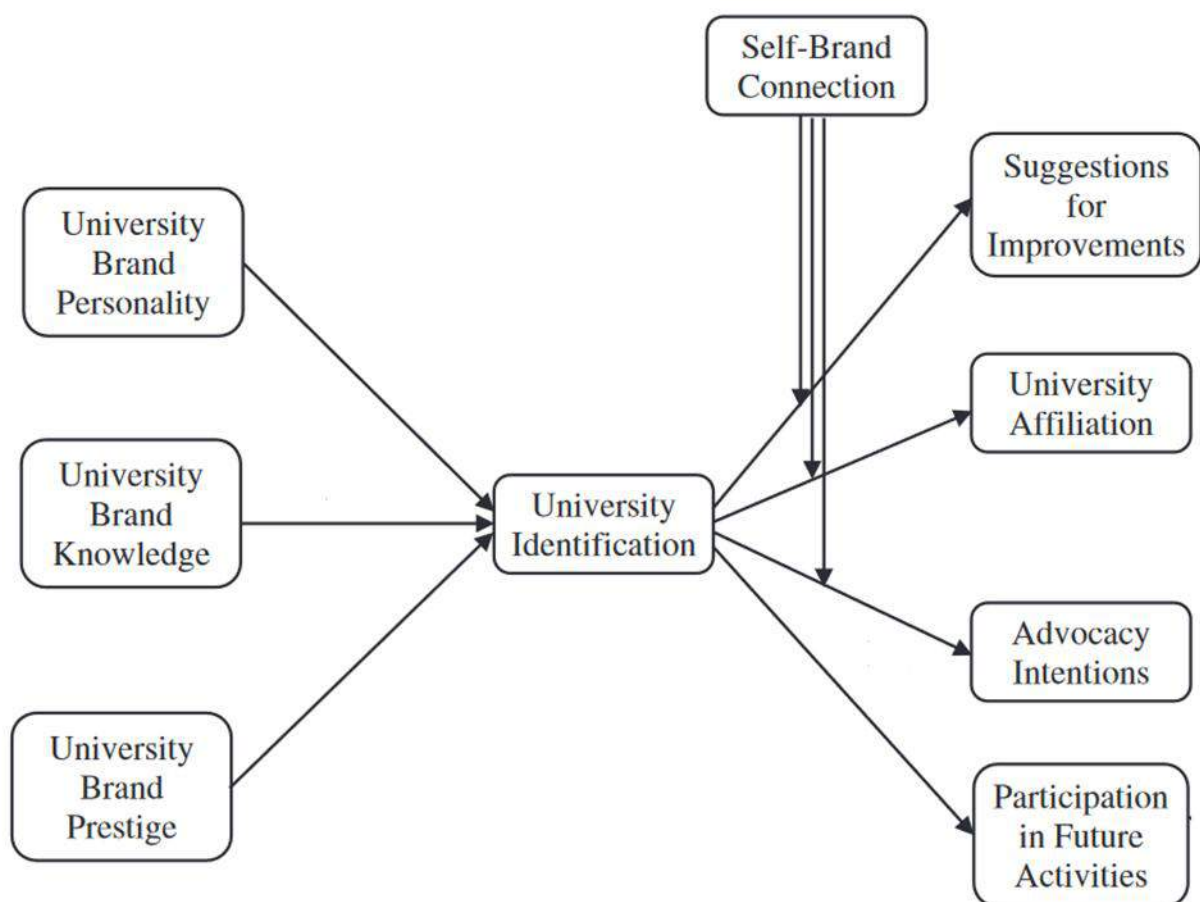 Self-Brand
Connection
Suggestions
for
Improvements
University
Brand
Personality
University
Affiliation
University
Brand
Knowledge
University
Identification
Advocacy
Intentions
University
Brand
Prestige
Participation
in Future
Activities